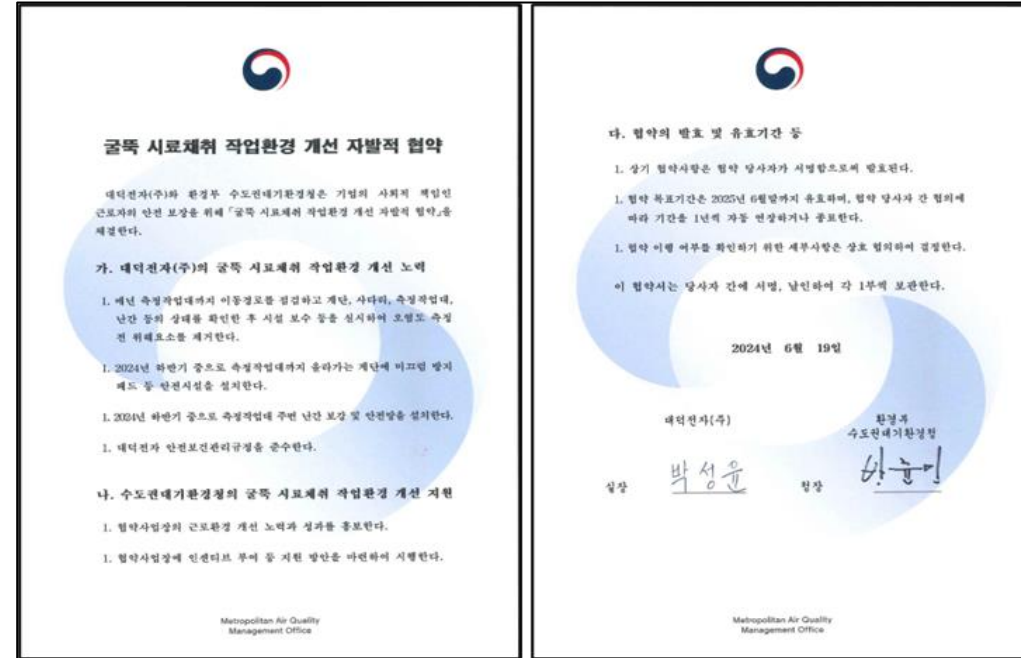 굴뚝 시료채취 작업환경 개선 자발적 협약
대덕전자(주)와 환경부 수도권대기환경청은 기업의 사회적 책임인
근로자의 안전 보장을 위해 「굴뚝 시료채취 작업환경 개선 자발적 협약」을
체결한다.
가. 대덕전자(주)의 굴뚝 시료채취 작업환경 개선 노력
1. 매년 측정작업대까지 이동경로를 점검하고 계단, 사다리, 측정작업대,
난간 등의 상태를 확인한 후 시설 보수 등을 실시하여 오염도 측정
전 위해요소를 제거한다.
1. 2024년 하반기 중으로 측정작업대까지 올라가는 계단에 미끄럼 방지
패드 등 안전시설을 설치한다.
1. 2024년 하반기 중으로 측정작업대 주변 난간 보강 및 안전망을 설치한다.
1. 대덕전자 안전보건관리규정을 준수한다.
나. 수도권대기환경청의 굴뚝 시료채취 작업환경 개선 지원
1. 협약사업장의 근로환경 개선 노력과 성과를 홍보한다.
1. 협약사업장에 인센티브 부여 등 지원 방안을 마련하여 시행한다.
Metropolitan Air Quality
Management Office
다. 협약의 발효 및 유효기간 등
1. 상기 협약사항은 협약 당사자가 서명함으로써 발효된다.
1. 협약 목표기간은 2025년 6월말까지 유효하며, 협약 당사자 간 협의에
따라 기간을 1년씩 자동 연장하거나 종료한다.
1. 협약 이행 여부를 확인하기 위한 세부사항은 상호 협의하여 결정한다.
이 협약서는 당사자 간에 서명, 날인하여 각 1부씩 보관한다.
2024년 6월 19일
대덕전자(주)
환경부
수도권대기환경청
실장 박성윤
청장
Metropolitan Air Quality
Management Office